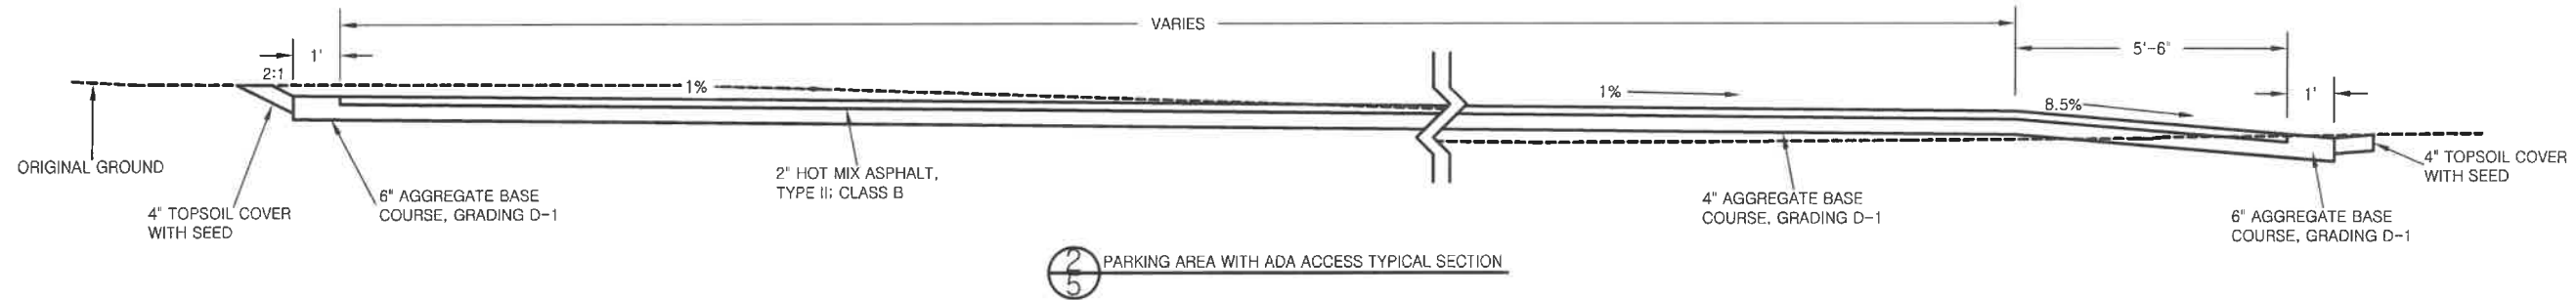 VARIES
5'-6"
1'
2:1
1%
1%
8.5%
1'
ORIGINAL GROUND
4" TOPSOIL COVER
WITH SEED
6" AGGREGATE BASE
COURSE, GRADING D-1
2" HOT MIX ASPHALT,
TYPE II; CLASS B
4" AGGREGATE BASE
COURSE, GRADING D-1
4" TOPSOIL COVER
WITH SEED
6" AGGREGATE BASE
COURSE, GRADING D-1
2
5
PARKING AREA WITH ADA ACCESS TYPICAL SECTION